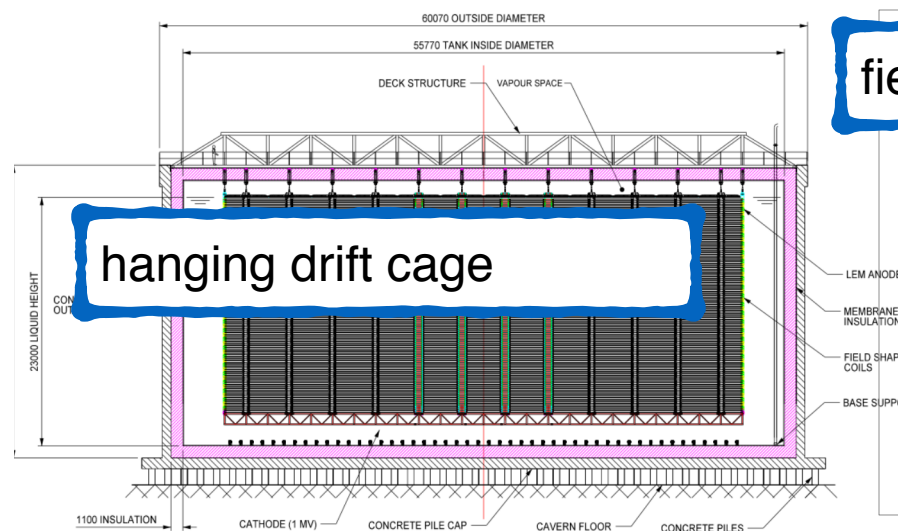 60070 OUTSIDE DIAMETER
55770 TANK INSIDE DIAMETER
DECK STRUCTURE
VAPOUR SPACE
hanging drift cage
23000 LIQUID HEIGHT
LEM ANODE
MEMBRANE
INSULATION
FIELD SHAP
COILS
BASE SUPP
1100 INSULATION
CATHODE (1 MV)
CONCRETE PILE CAP
CAVERN FLOOR
CONCRETE PILES